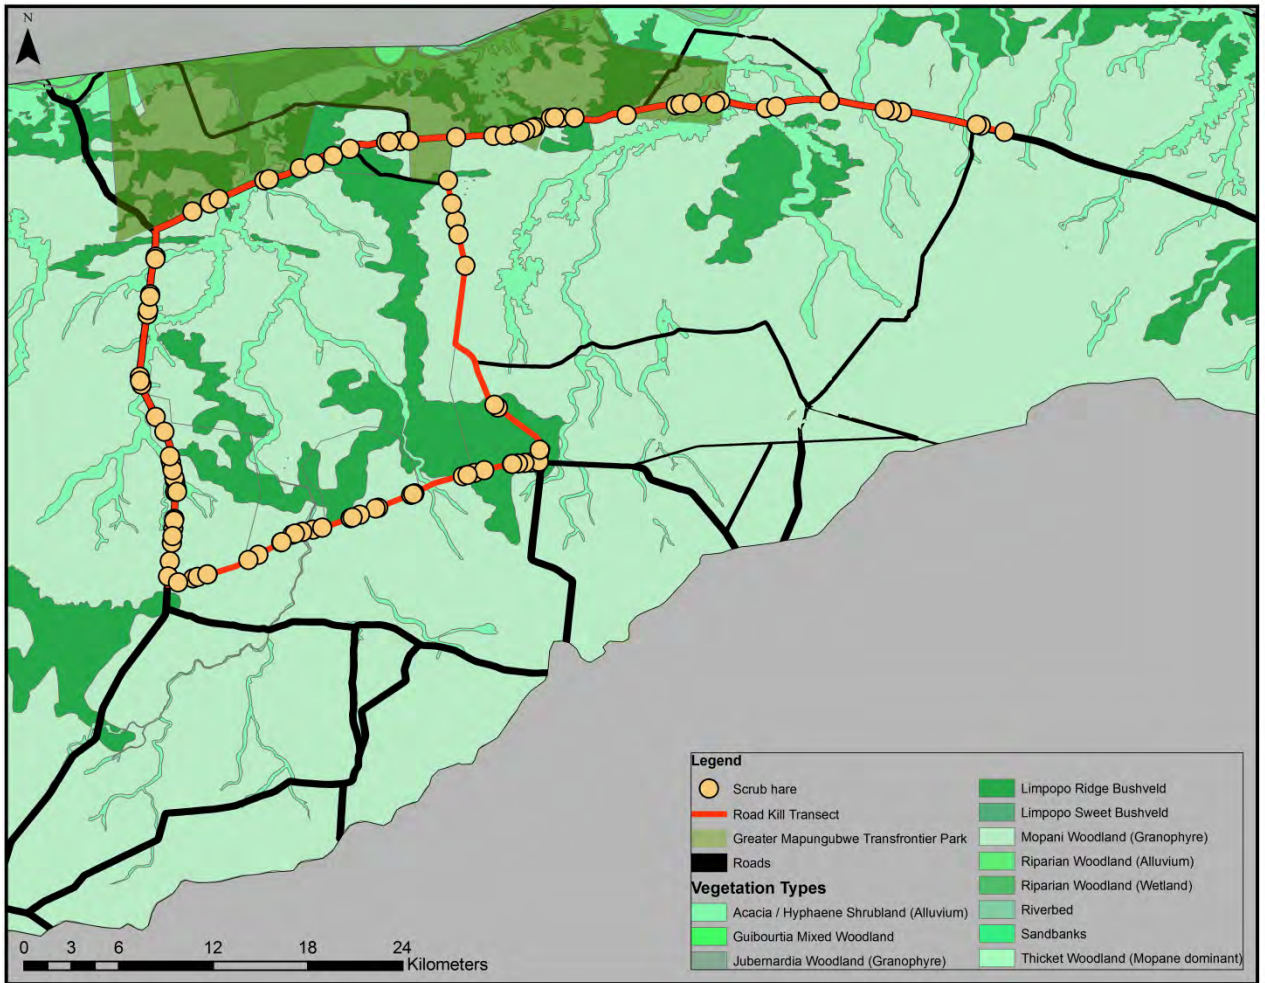 N
Legend
Scrub hare
Road Kill Transect
Greater Mapungubwe Transfrontier Park
Roads
Vegetation Types
Acacia / Hyphaene Shrubland (Alluvium)
Guibourtia Mixed Woodland
Jubernardia Woodland (Granophyre)
Limpopo Ridge Bushveld
Limpopo Sweet Bushveld
Mopani Woodland (Granophyre)
Riparian Woodland (Alluvium)
Riparian Woodland (Wetland)
Riverbed
Sandbanks
Thicket Woodland (Mopane dominant)
0 3 6 12 18 24
Kilometers